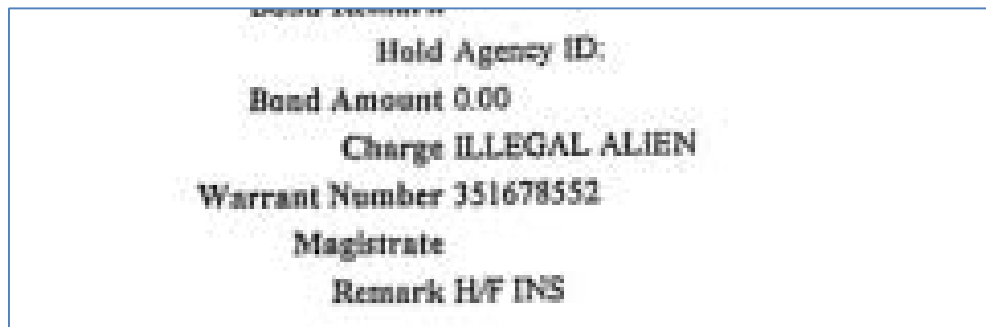 Hold Agency ID:
Bond Amount 0.00
Charge ILLEGAL ALIEN
Warrant Number 351678552
Magistrate
Remark H/F INS